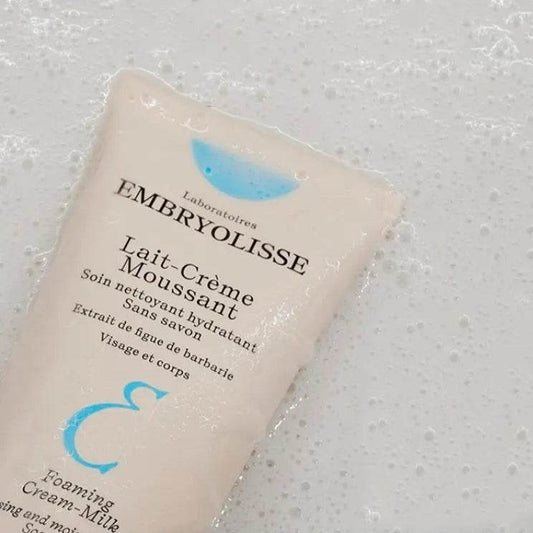 Laboratoires
EMBRYOLISSE
Lait-Crème
Moussant
Soin nettoyant hydratant
Sans savon
Extrait de figue de barbarie
Visage et corps
ε
Foaming
Cream-Milk
and